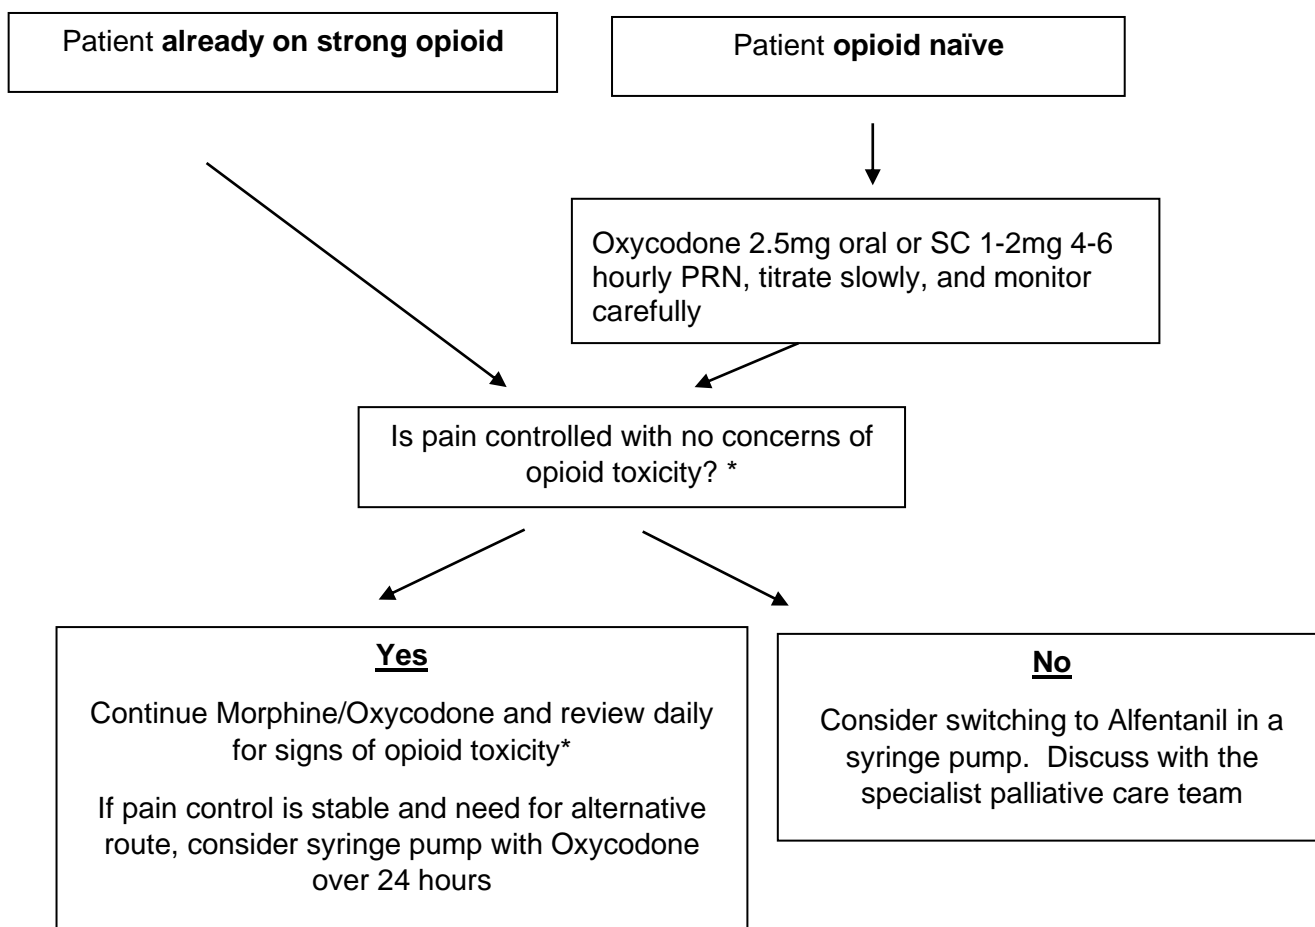 Patient already on strong opioid
Patient opioid naïve
Oxycodone 2.5mg oral or SC 1-2mg 4-6
hourly PRN, titrate slowly, and monitor
carefully
Is pain controlled with no concerns of
opioid toxicity? *
Yes
Continue Morphine/Oxycodone and review daily
for signs of opioid toxicity*
If pain control is stable and need for alternative
route, consider syringe pump with Oxycodone
over 24 hours
No
Consider switching to Alfentanil in a
syringe pump.  Discuss with the
specialist palliative care team